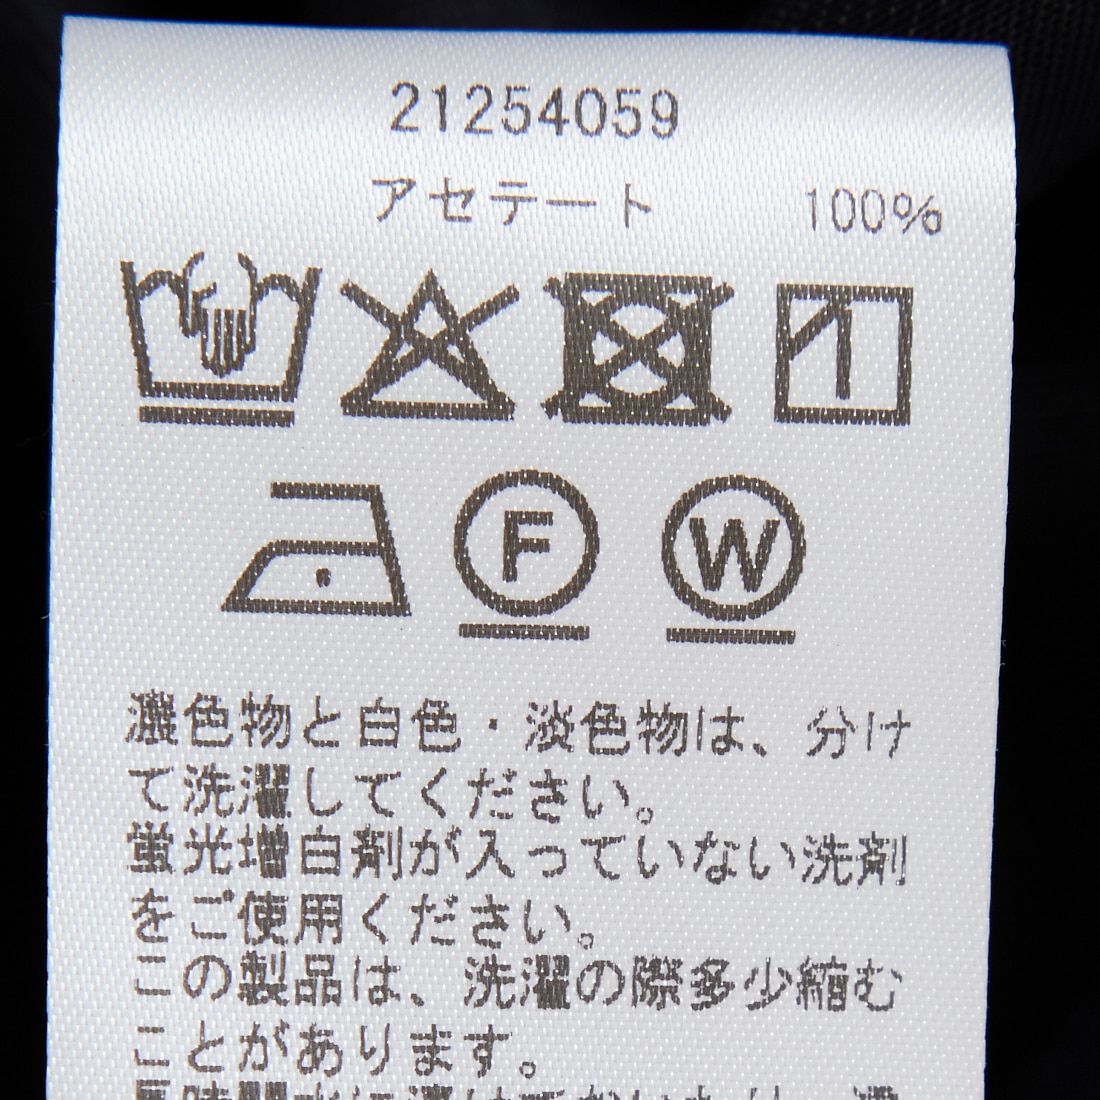 21254059
アセテート 100%
F W
濃色物と白色・淡色物は、分け
て洗濯してください。
蛍光増白剤が入っていない洗剤
をご使用ください。
この製品は、洗濯の際多少縮む
ことがあります。